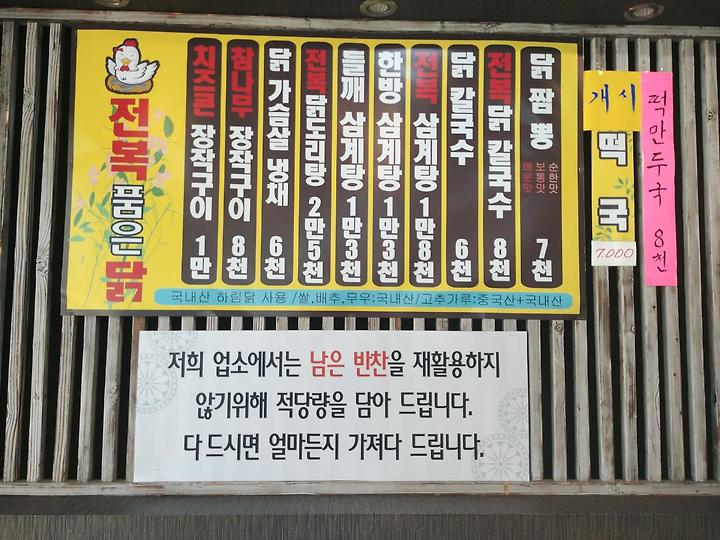 전복 품은 닭
치즈콘 장작구이 1만
참나무 장작구이 8천
닭 가슴살 냉채 6천
전복 닭도리탕 2만5천
들깨 삼계탕 1만3천
한방 삼계탕 1만3천
전복 삼계탕 1만8천
닭 칼국수 6천
전복 닭 칼국수 8천
닭 짬뽕 7천
순한맛
보통맛
매운맛
국내산 하림닭 사용 /쌀,배추,무우:국내산/고추가루:중국산+국내산
개시
떡국
7,000
떡만두국 8천
저희 업소에서는 남은 반찬을 재활용하지
않기위해 적당량을 담아 드립니다.
다 드시면 얼마든지 가져다 드립니다.